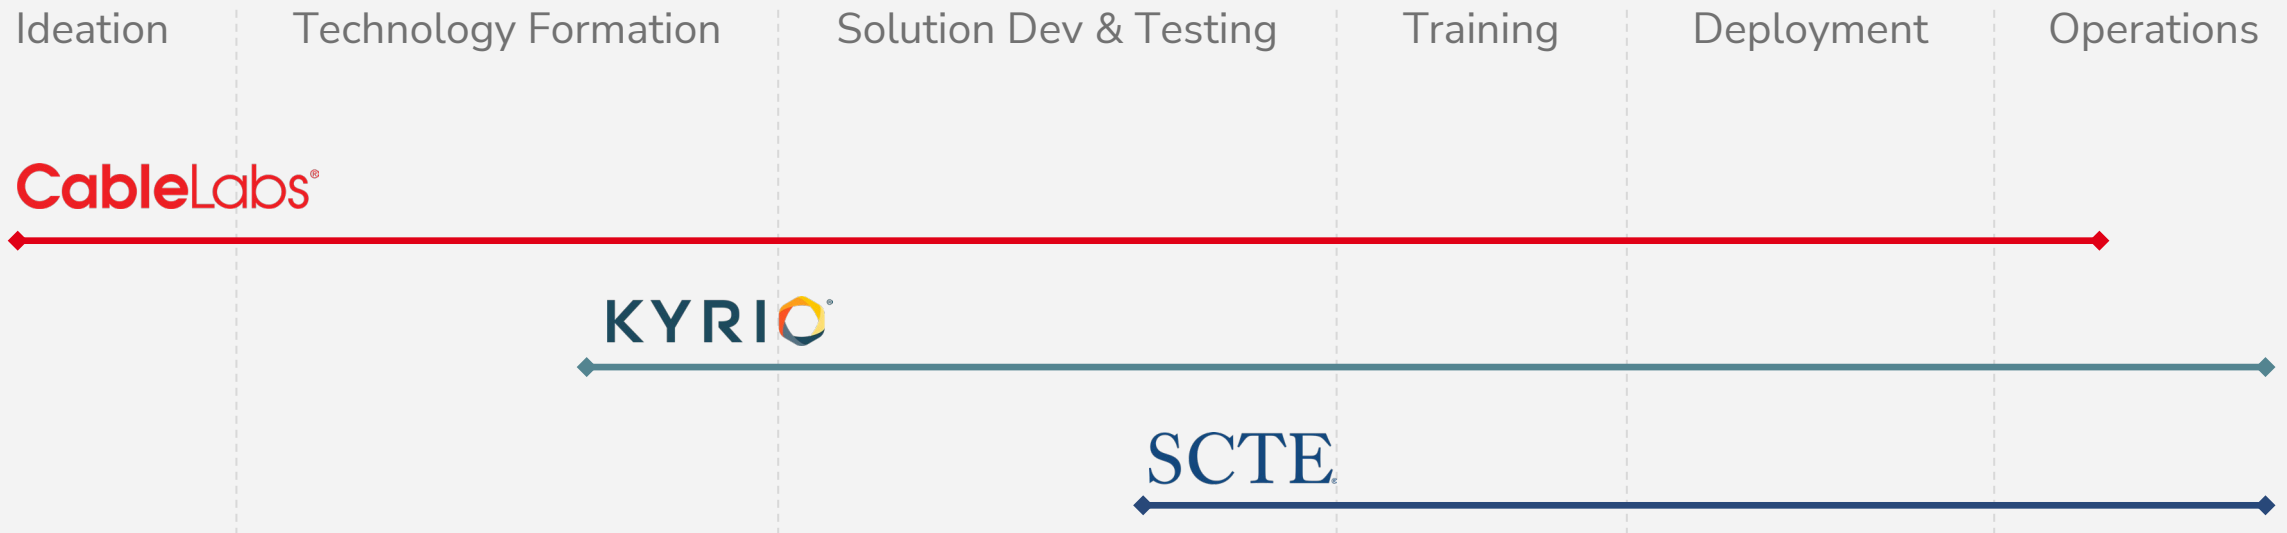 Ideation
Technology Formation
Solution Dev & Testing
Training
Deployment
Operations
CableLabs®
KYRIO®
SCTE®